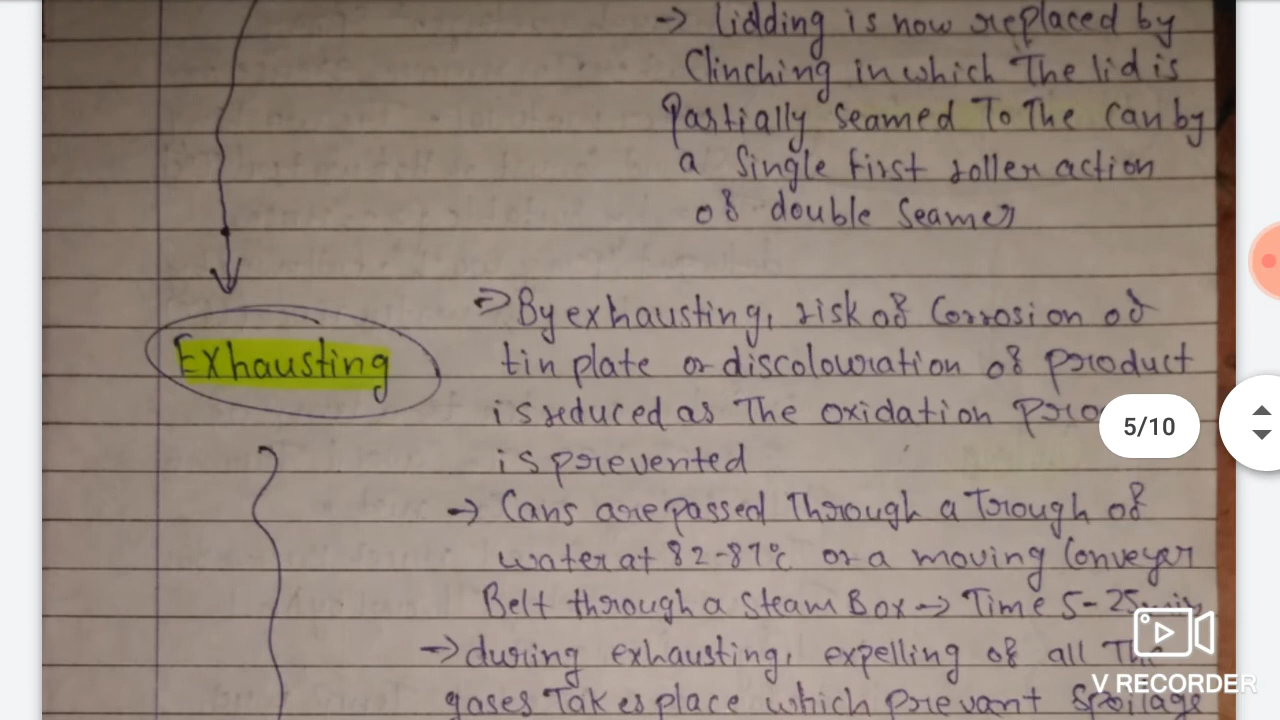 → Lidding is now replaced by
Clinching in which The lid is
Partially seamed To The can by
a Single First roller action
of double Seamer
Exhausting
⇒ By exhausting, risk of Corrosion of
tin plate or discolouration of product
is reduced as The oxidation
is prevented
5/10
→ Cans are passed Through a Trough of
water at 82-87°c or a moving Conveyer
Belt through a Steam Box → Time 5-25min
→ during exhausting, expelling of all The
gases Takes place which prevant spoilage
V RECORDER